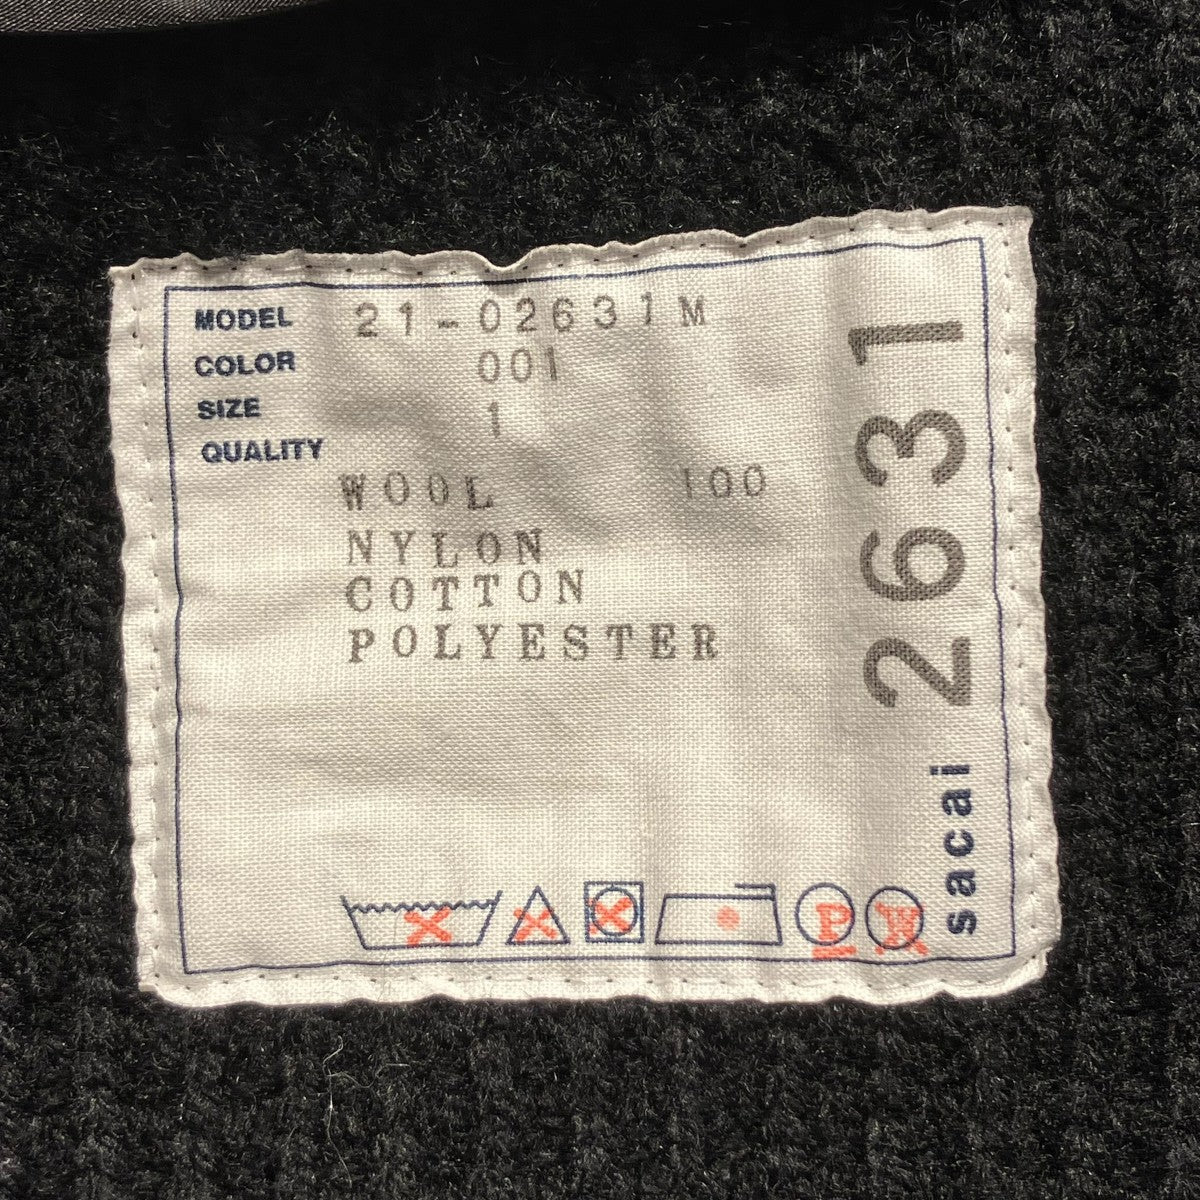 MODEL 21-02631M
COLOR 001
SIZE 1
QUALITY
WOOL 100
NYLON
COTTON
POLYESTER
P W
sacai 2631